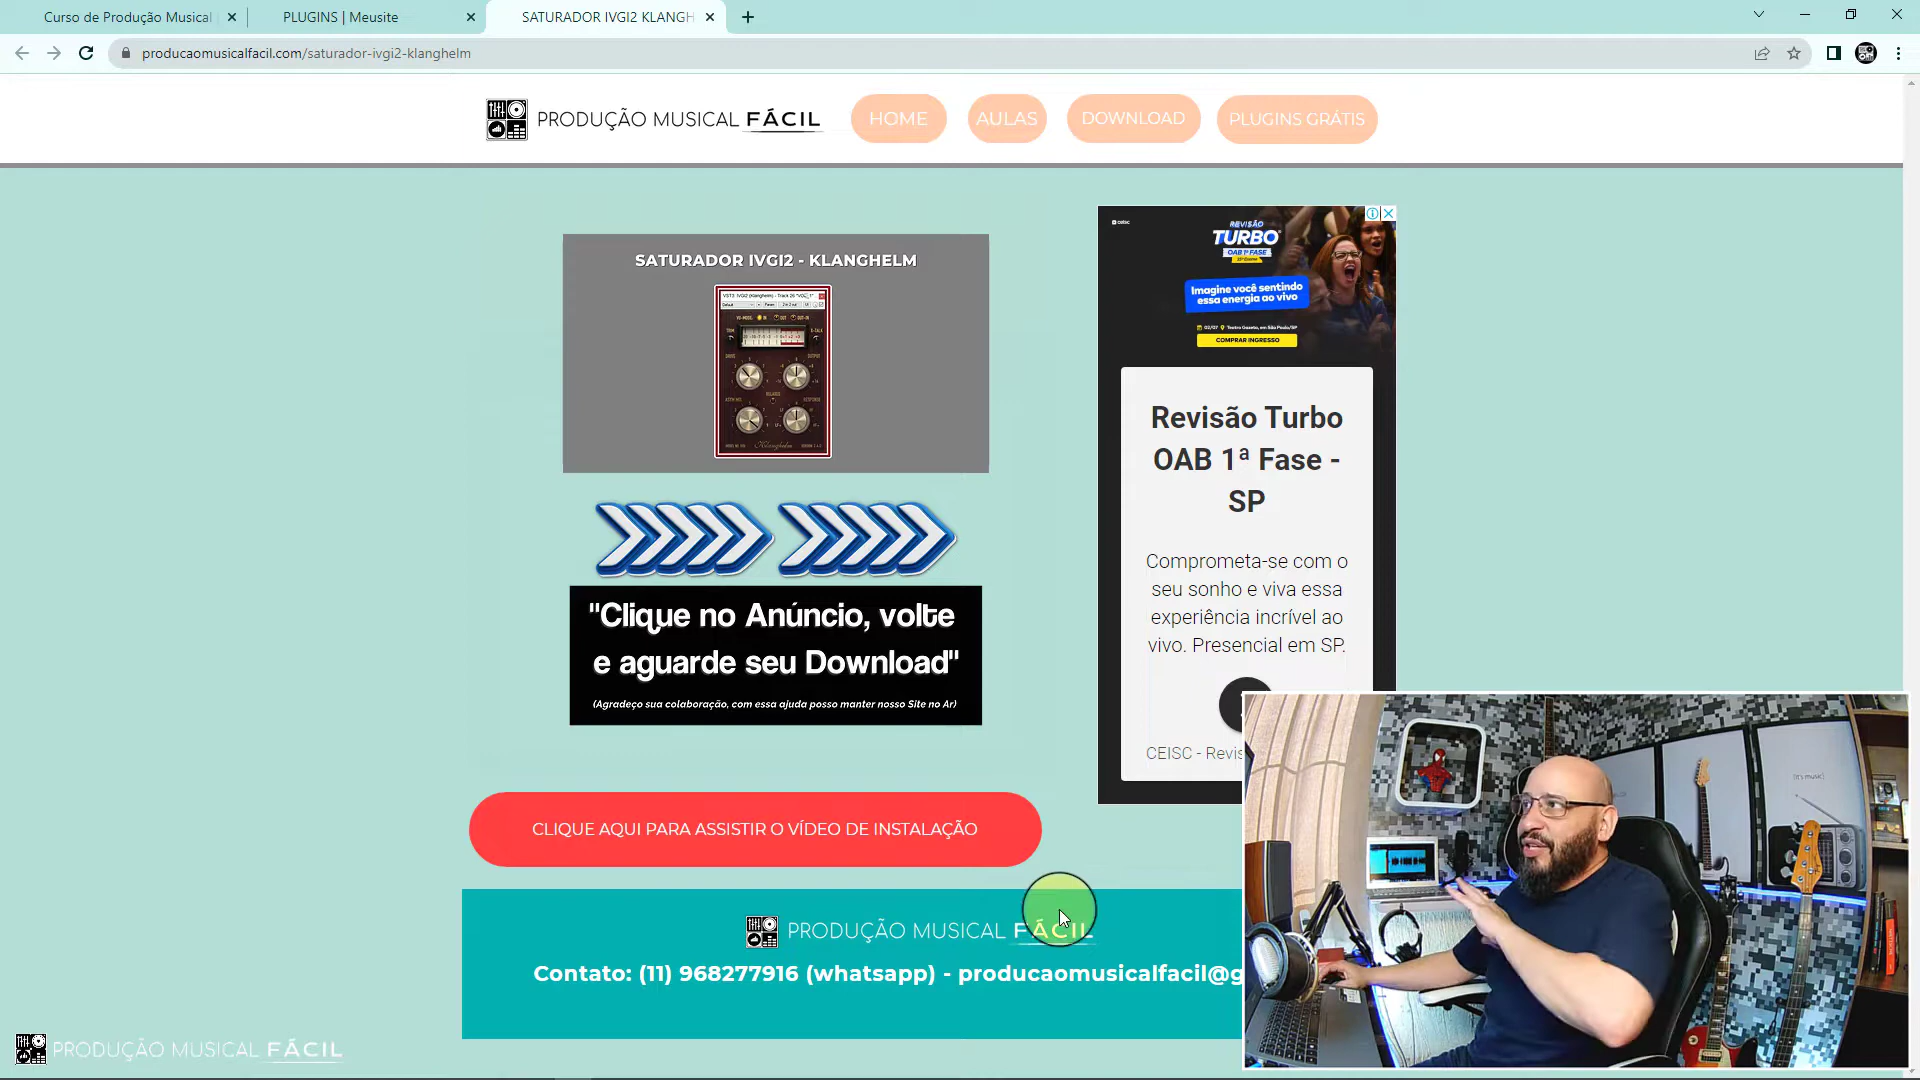 Curso de Produção Musical
PLUGINS | Meusite
SATURADOR IVGI2 KLANGH
producaomusicalfacil.com/saturador-ivgi2-klanghelm
PRODUÇÃO MUSICAL FÁCIL
HOME
AULAS
DOWNLOAD
PLUGINS GRÁTIS
SATURADOR IVGI2 - KLANGHELM
"Clique no Anúncio, volte
e aguarde seu Download"
(Agradeço sua colaboração, com essa ajuda posso manter nosso Site no Ar)
CLIQUE AQUI PARA ASSISTIR O VÍDEO DE INSTALAÇÃO
ceisc
REVISÃO
TURBO
OAB 1ª FASE
Imagine você sentindo
essa energia ao vivo
COMPRAR INGRESSO
Revisão Turbo
OAB 1ª Fase -
SP
Comprometa-se com o
seu sonho e viva essa
experiência incrível ao
vivo. Presencial em SP.
CEISC - Revis
PRODUÇÃO MUSICAL FÁCIL
Contato: (11) 968277916 (whatsapp) - producaomusicalfacil@g
PRODUÇÃO MUSICAL FÁCIL